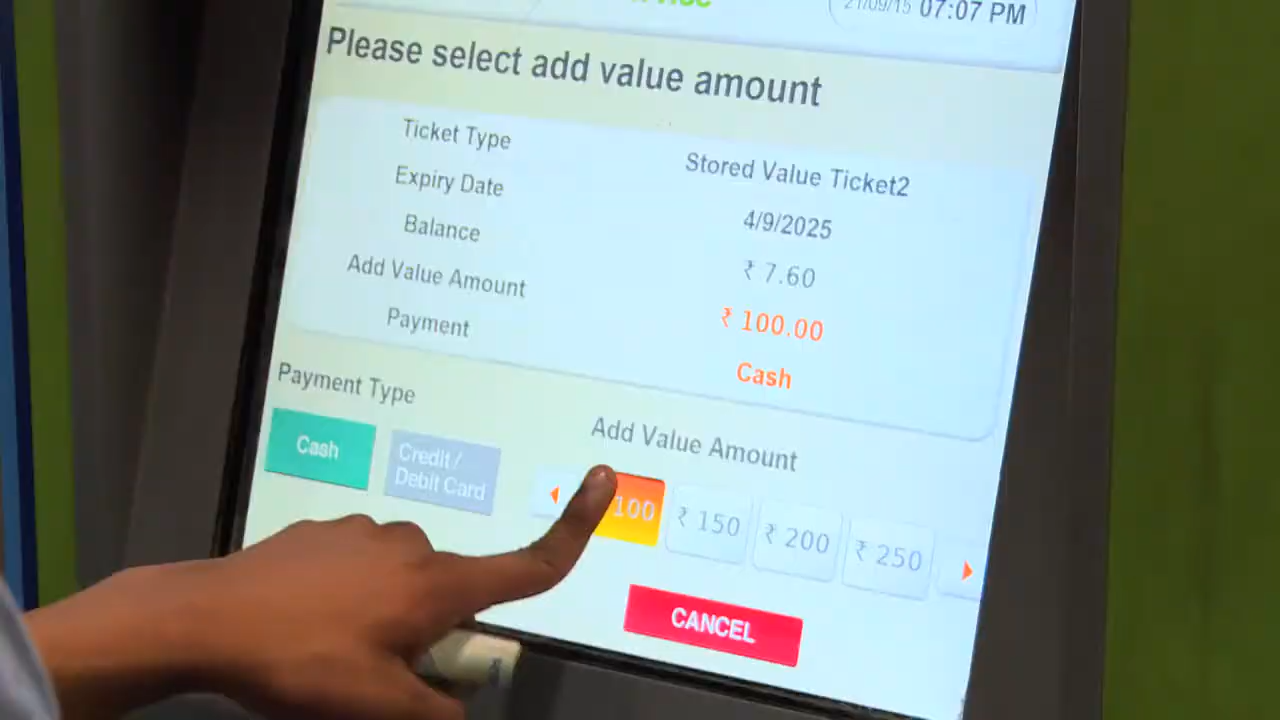 21/09/15 07:07 PM
Please select add value amount
Ticket Type Stored Value Ticket2
Expiry Date 4/9/2025
Balance ₹ 7.60
Add Value Amount ₹ 100.00
Payment Cash
Payment Type
Add Value Amount
Cash
Credit / Debit Card
100
₹ 150
₹ 200
₹ 250
CANCEL